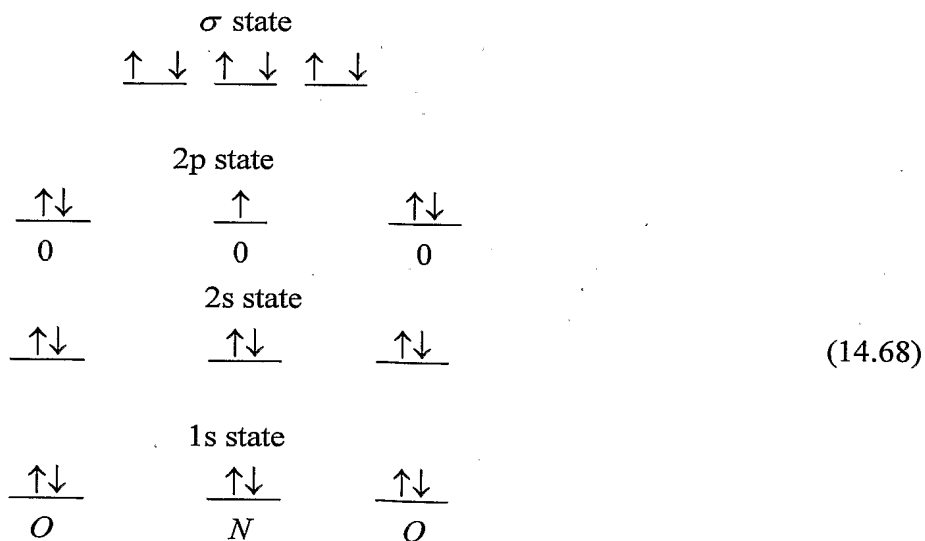 σ state
↑ ↓ ↑ ↓ ↑ ↓
2p state
↑↓ ↑ ↑↓
0 0 0
2s state
↑↓ ↑↓ ↑↓ (14.68)
1s state
↑↓ ↑↓ ↑↓
O N O